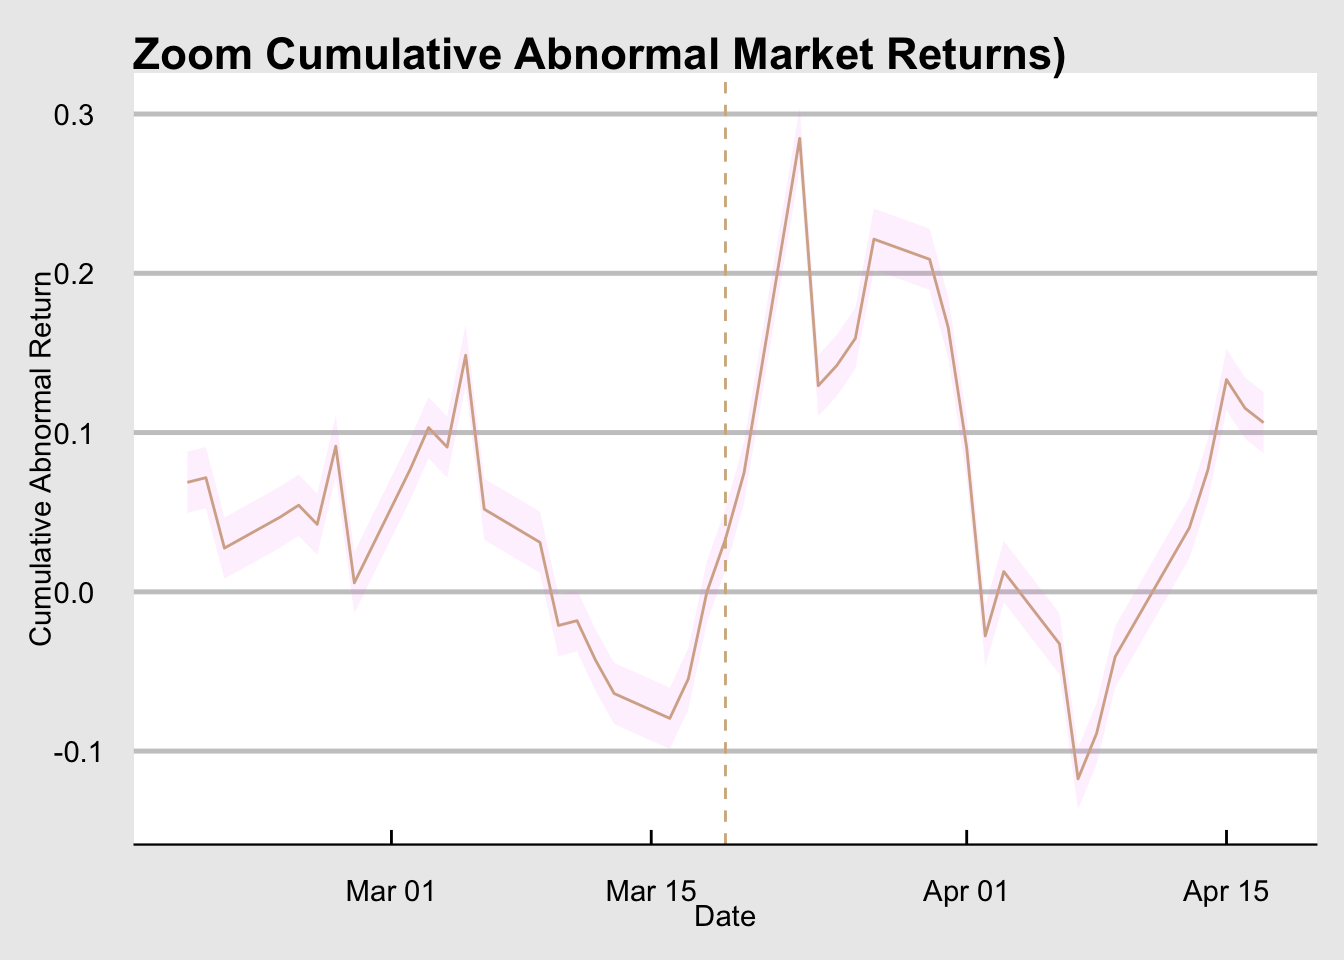 Zoom Cumulative Abnormal Market Returns)
0.3
0.2
0.1
0.0
-0.1
Cumulative Abnormal Return
Mar 01
Mar 15
Apr 01
Apr 15
Date